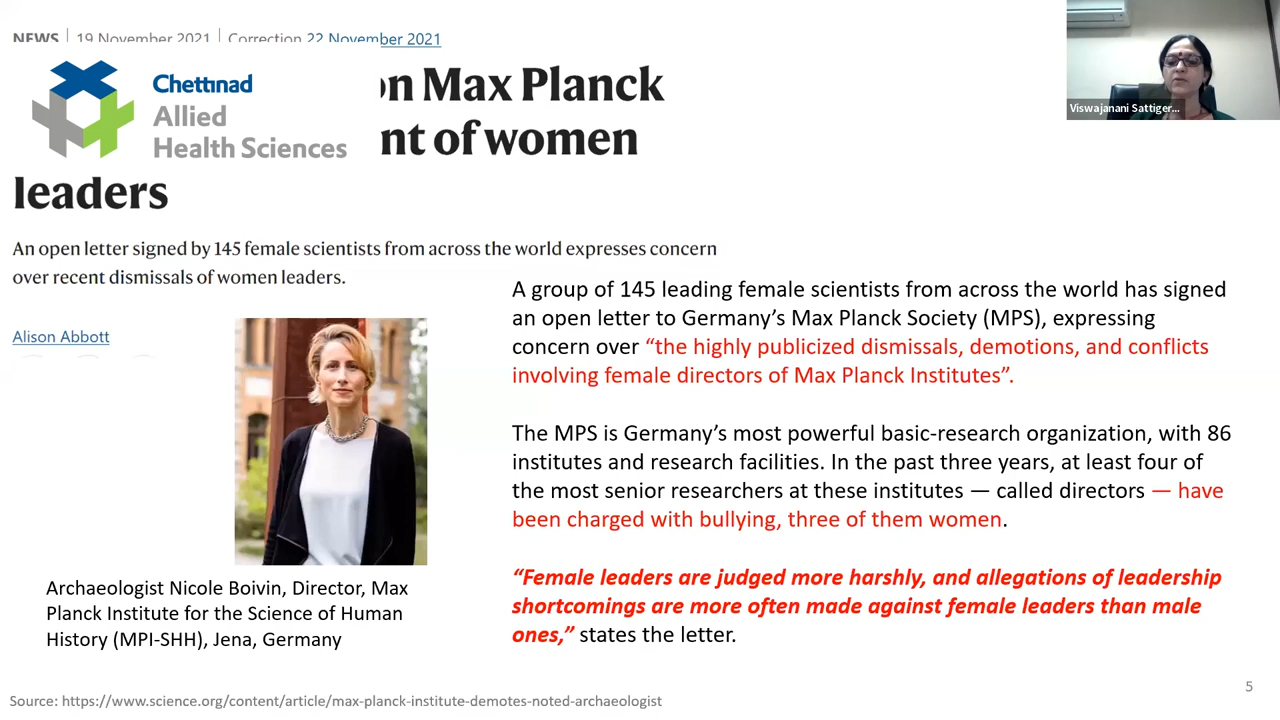 NEWS | 19 November 2021 | Correction 22 November 2021
Chettinad
Allied
Health Sciences
on Max Planck
nt of women
leaders
An open letter signed by 145 female scientists from across the world expresses concern
over recent dismissals of women leaders.
Alison Abbott
Archaeologist Nicole Boivin, Director, Max
Planck Institute for the Science of Human
History (MPI-SHH), Jena, Germany
A group of 145 leading female scientists from across the world has signed
an open letter to Germany’s Max Planck Society (MPS), expressing
concern over “the highly publicized dismissals, demotions, and conflicts
involving female directors of Max Planck Institutes”.
The MPS is Germany’s most powerful basic-research organization, with 86
institutes and research facilities. In the past three years, at least four of
the most senior researchers at these institutes — called directors — have
been charged with bullying, three of them women.
“Female leaders are judged more harshly, and allegations of leadership
shortcomings are more often made against female leaders than male
ones,” states the letter.
Source: https://www.science.org/content/article/max-planck-institute-demotes-noted-archaeologist
5
Viswajanani Sattiger...